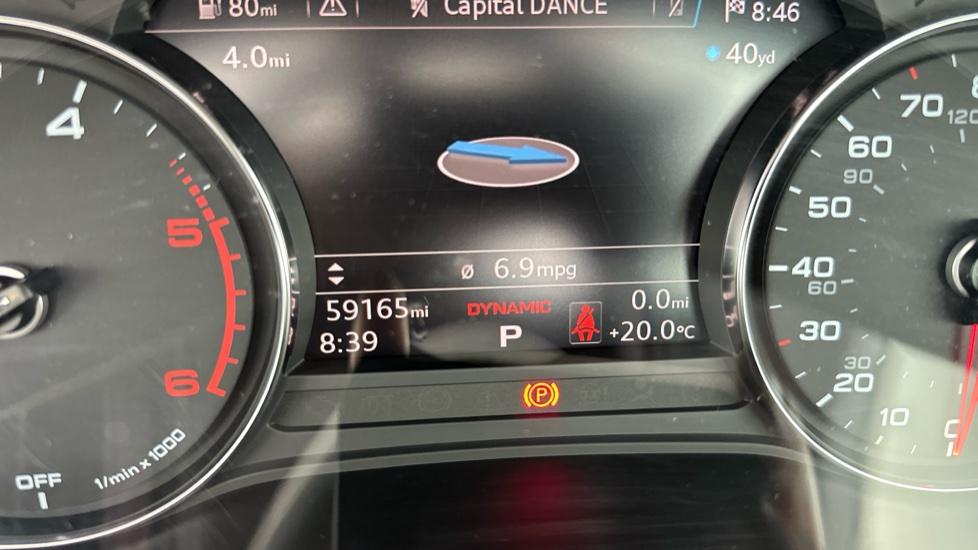 80mi Capital DANCE 8:46
4.0mi 40yd
4
5
6
1/min x 1000
OFF
ø 6.9mpg
59165mi DYNAMIC 0.0mi
8:39 P +20.0°C
(P)
70
120
60
90
50
40
60
30
30
20
10